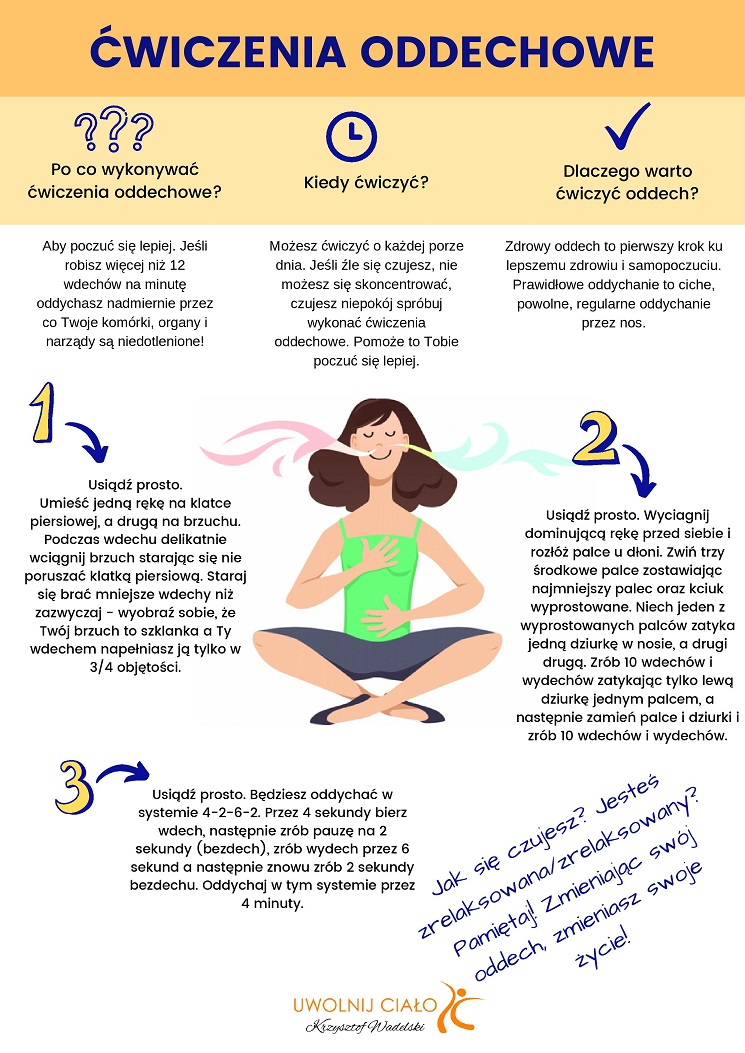 ĆWICZENIA ODDECHOWE
???
Po co wykonywać
ćwiczenia oddechowe?
Kiedy ćwiczyć?
Dlaczego warto
ćwiczyć oddech?
Aby poczuć się lepiej. Jeśli
robisz więcej niż 12
wdechów na minutę
oddychasz nadmiernie przez
co Twoje komórki, organy i
narządy są niedotlenione!
Możesz ćwiczyć o każdej porze
dnia. Jeśli źle się czujesz, nie
możesz się skoncentrować,
czujesz niepokój spróbuj
wykonać ćwiczenia
oddechowe. Pomoże to Tobie
poczuć się lepiej.
Zdrowy oddech to pierwszy krok ku
lepszemu zdrowiu i samopoczuciu.
Prawidłowe oddychanie to ciche,
powolne, regularne oddychanie
przez nos.
1
Usiądź prosto.
Umieść jedną rękę na klatce
piersiowej, a drugą na brzuchu.
Podczas wdechu delikatnie
wciągnij brzuch starając się nie
poruszać klatką piersiową. Staraj
się brać mniejsze wdechy niż
zazwyczaj - wyobraź sobie, że
Twój brzuch to szklanka a Ty
wdechem napełniasz ją tylko w
3/4 objętości.
2
Usiądź prosto. Wyciagnij
dominującą rękę przed siebie i
rozłóż palce u dłoni. Zwiń trzy
środkowe palce zostawiając
najmniejszy palec oraz kciuk
wyprostowane. Niech jeden z
wyprostowanych palców zatyka
jedną dziurkę w nosie, a drugi
drugą. Zrób 10 wdechów i
wydechów zatykając tylko lewą
dziurkę jednym palcem, a
następnie zamień palce i dziurki i
zrób 10 wdechów i wydechów.
3
Usiądź prosto. Będziesz oddychać w
systemie 4-2-6-2. Przez 4 sekundy bierz
wdech, następnie zrób pauzę na 2
sekundy (bezdech), zrób wydech przez 6
sekund a następnie znowu zrób 2 sekundy
bezdechu. Oddychaj w tym systemie przez
4 minuty.
Jak się czujesz? Jesteś
zrelaksowana/zrelaksowany?
Pamiętaj! Zmieniając swój
oddech, zmieniasz swoje
życie!
UWOLNIJ CIAŁO
Krzysztof Wadelski